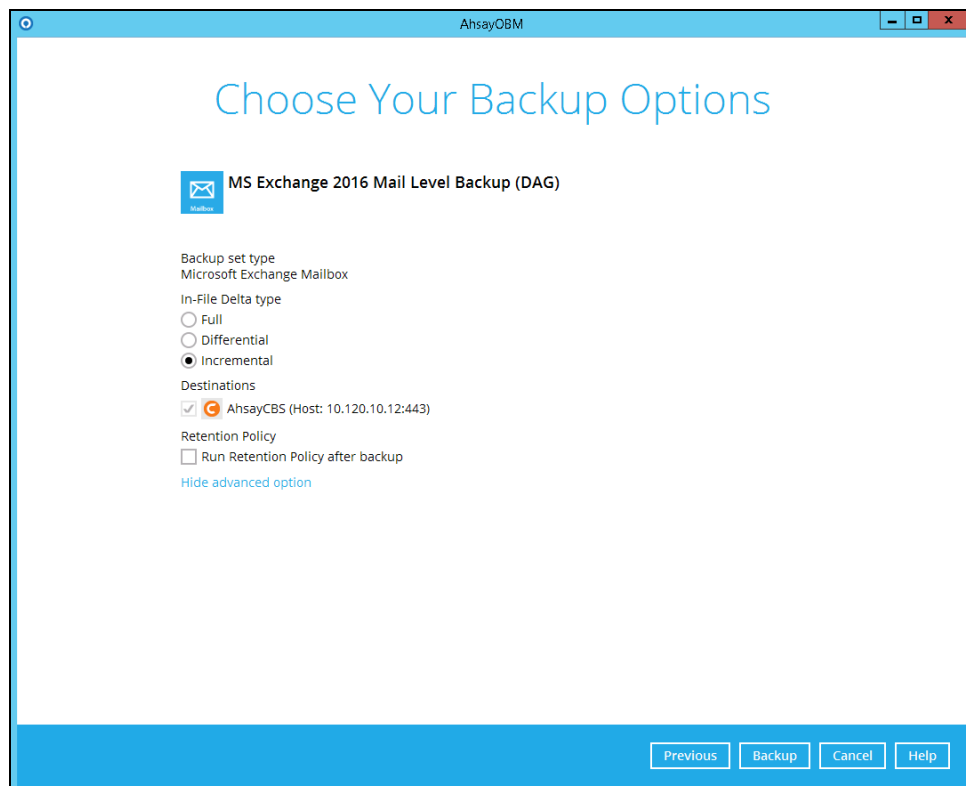 AhsayOBM
Choose Your Backup Options
MS Exchange 2016 Mail Level Backup (DAG)
Mailbox
Backup set type
Microsoft Exchange Mailbox
In-File Delta type
Full
Differential
Incremental
Destinations
AhsayCBS (Host: 10.120.10.12:443)
Retention Policy
Run Retention Policy after backup
Hide advanced option
Previous Backup Cancel Help